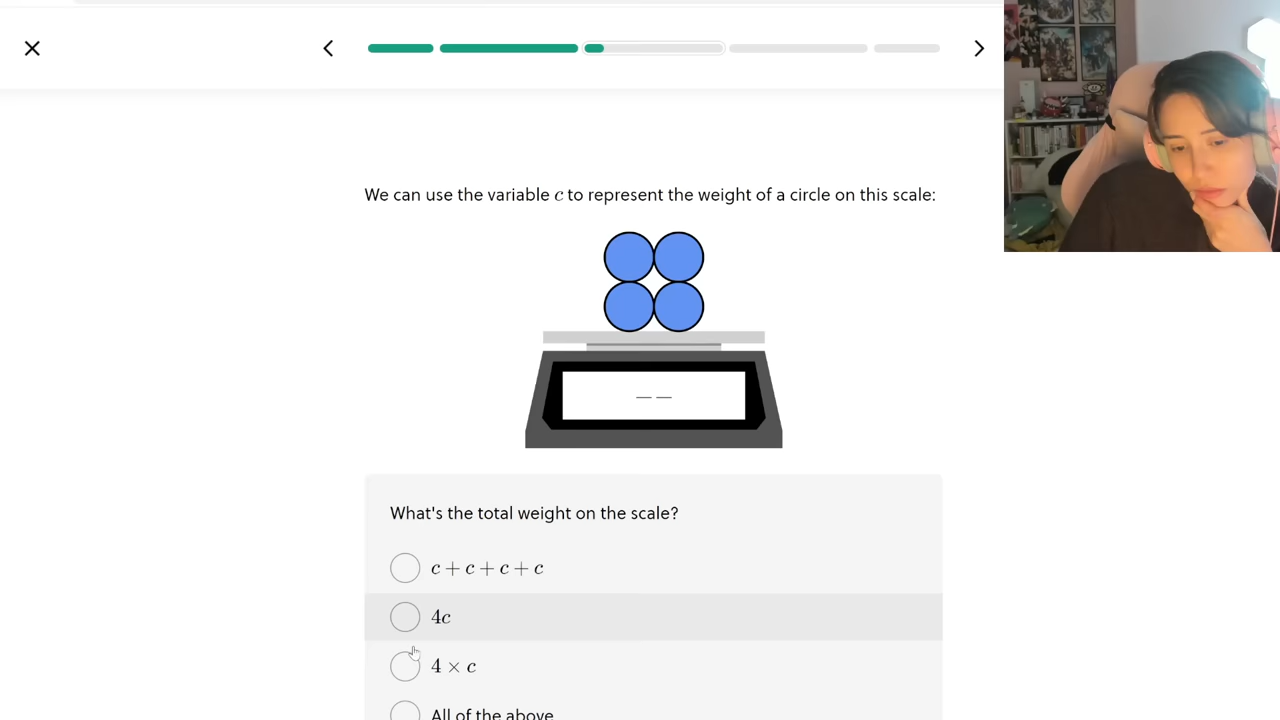 We can use the variable c to represent the weight of a circle on this scale:
— —
What's the total weight on the scale?
c + c + c + c
4c
4 × c
All of the above